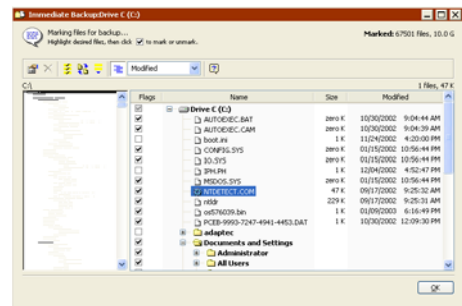 Immediate Backup:Drive C (C:)
Marking files for backup...
Highlight desired files, then click to mark or unmark.
Marked: 67501 files, 10.0 G
Modified
C:\
1 files, 47 K
Flags Name Size Modified
Drive C (C:)
AUTOEXEC.BAT zero K 10/30/2002 9:04:44 AM
AUTOEXEC.CAM zero K 10/30/2002 9:04:39 AM
boot.ini 1 K 11/24/2002 4:20:00 PM
CONFIG.SYS zero K 01/15/2002 10:56:44 PM
IO.SYS zero K 01/15/2002 10:56:44 PM
IPH.PH 1 K 12/04/2002 4:52:47 PM
MSDOS.SYS zero K 01/15/2002 10:56:44 PM
NTDETECT.COM 47 K 09/17/2002 9:25:32 AM
ntldr 229 K 09/17/2002 9:25:31 AM
os576039.bin 1 K 01/09/2003 6:16:49 PM
PCEB-9993-7247-4941-4453.DAT 1 K 10/30/2002 12:09:30 PM
adaptec
Documents and Settings
Administrator
All Users
OK